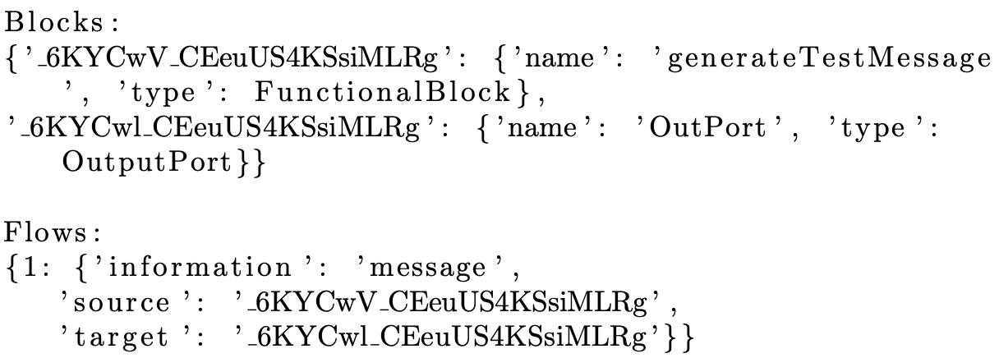 Blocks:
{'_6KYCwV_CEeuUS4KSsiMLRg': {'name': 'generateTestMessage
', 'type': FunctionalBlock},
'_6KYCwl_CEeuUS4KSsiMLRg': {'name': 'OutPort', 'type':
OutputPort}}
Flows:
{1: {'information': 'message',
'source': '_6KYCwV_CEeuUS4KSsiMLRg',
'target': '_6KYCwl_CEeuUS4KSsiMLRg'}}